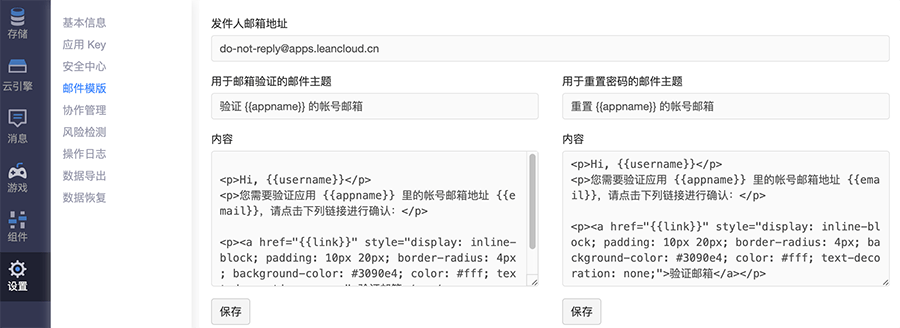 存储
云引擎
消息
游戏
组件
设置
基本信息
应用 Key
安全中心
邮件模版
协作管理
风险检测
操作日志
数据导出
数据恢复
发件人邮箱地址
do-not-reply@apps.leancloud.cn
用于邮箱验证的邮件主题
验证 {{appname}} 的帐号邮箱
内容
<p>Hi, {{username}}</p>
<p>您需要验证应用 {{appname}} 里的帐号邮箱地址 {{e
mail}}，请点击下列链接进行确认：</p>
<p><a href="{{link}}" style="display: inline-
block; padding: 10px 20px; border-radius: 4px
; background-color: #3090e4; color: #fff; tex
保存
用于重置密码的邮件主题
重置 {{appname}} 的帐号邮箱
内容
<p>Hi, {{username}}</p>
<p>您需要验证应用 {{appname}} 里的帐号邮箱地址 {{ema
il}}，请点击下列链接进行确认：</p>
<p><a href="{{link}}" style="display: inline-bl
ock; padding: 10px 20px; border-radius: 4px; ba
ckground-color: #3090e4; color: #fff; text-deco
ration: none;">验证邮箱</a></p>
保存